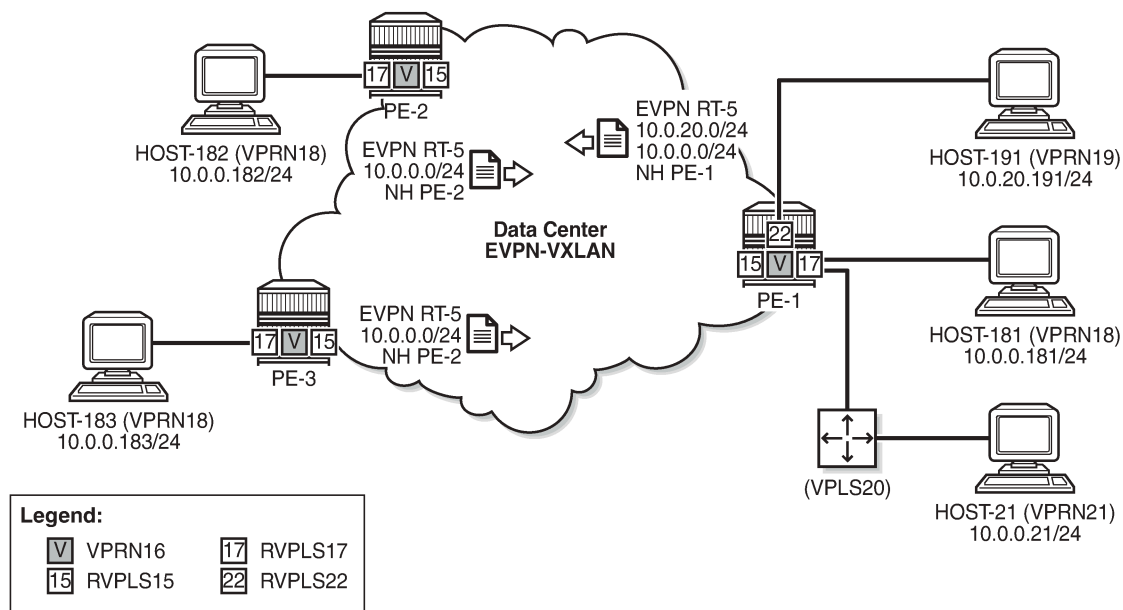 17 V 15
PE-2
HOST-182 (VPRN18)
10.0.0.182/24
EVPN RT-5
10.0.0.0/24
NH PE-2
EVPN RT-5
10.0.20.0/24
10.0.0.0/24
NH PE-1
HOST-191 (VPRN19)
10.0.20.191/24
Data Center
EVPN-VXLAN
22
15 V 17
PE-1
HOST-181 (VPRN18)
10.0.0.181/24
EVPN RT-5
10.0.0.0/24
NH PE-2
17 V 15
PE-3
HOST-183 (VPRN18)
10.0.0.183/24
(VPLS20)
HOST-21 (VPRN21)
10.0.0.21/24
Legend:
V VPRN16
17 RVPLS17
15 RVPLS15
22 RVPLS22